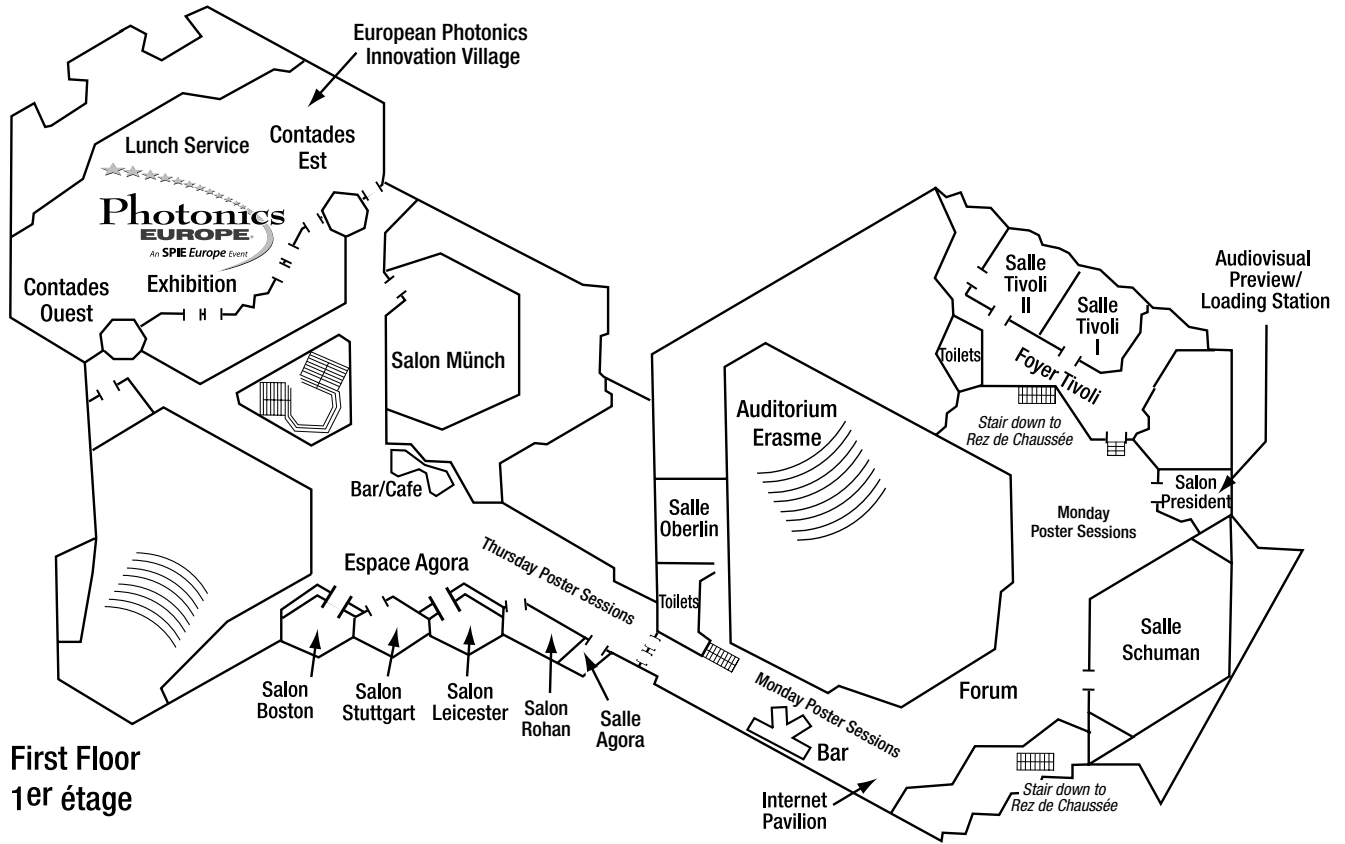 European Photonics
Innovation Village
Lunch Service
Contades
Est
Photonics
EUROPE
An SPIE Europe Event
Contades
Ouest
Exhibition
Salon Münch
Bar/Cafe
Espace Agora
Thursday Poster Sessions
Salon
Boston
Salon
Stuttgart
Salon
Leicester
Salon
Rohan
Salle
Agora
Salle
Oberlin
Toilets
Auditorium
Erasme
Monday Poster Sessions
Bar
Internet
Pavilion
Forum
Stair down to
Rez de Chaussée
Salle
Schuman
Monday
Poster Sessions
Salon
President
Audiovisual
Preview/
Loading Station
Salle
Tivoli
II
Salle
Tivoli
I
Toilets
Foyer Tivoli
Stair down to
Rez de Chaussée
First Floor
1er étage